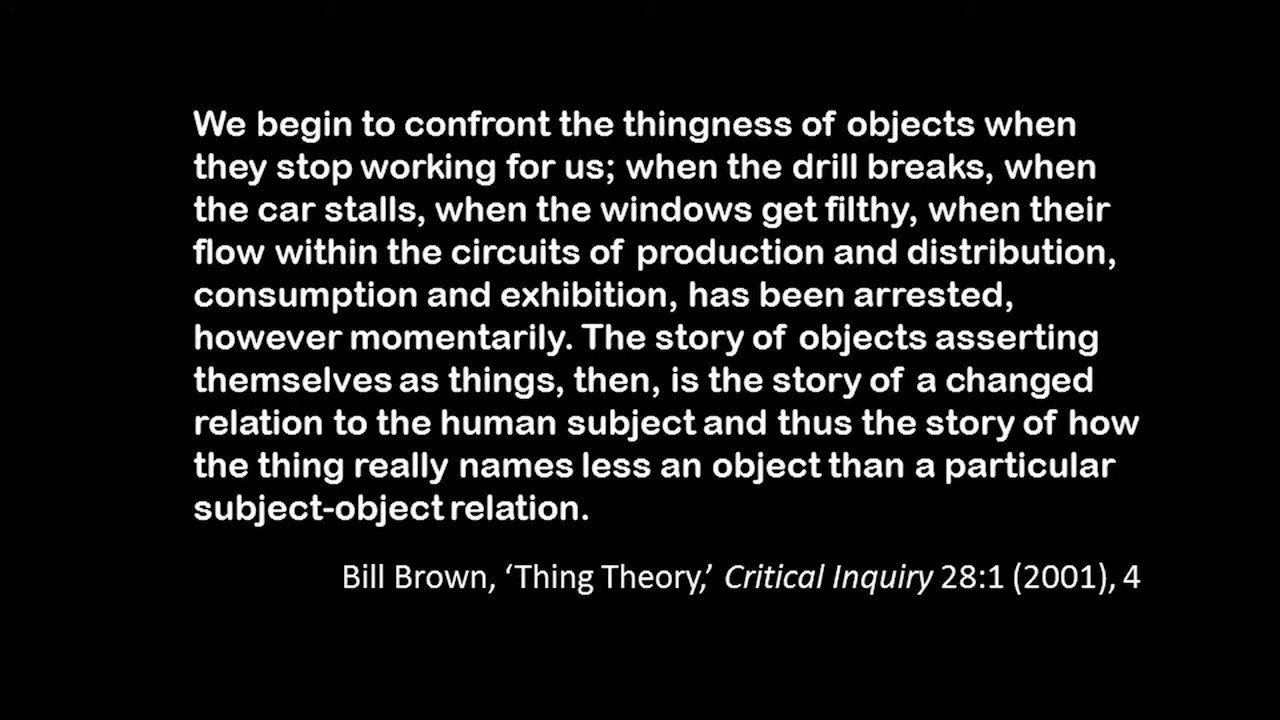 We begin to confront the thingness of objects when
they stop working for us; when the drill breaks, when
the car stalls, when the windows get filthy, when their
flow within the circuits of production and distribution,
consumption and exhibition, has been arrested,
however momentarily. The story of objects asserting
themselves as things, then, is the story of a changed
relation to the human subject and thus the story of how
the thing really names less an object than a particular
subject-object relation.
Bill Brown, ‘Thing Theory,’ Critical Inquiry 28:1 (2001), 4